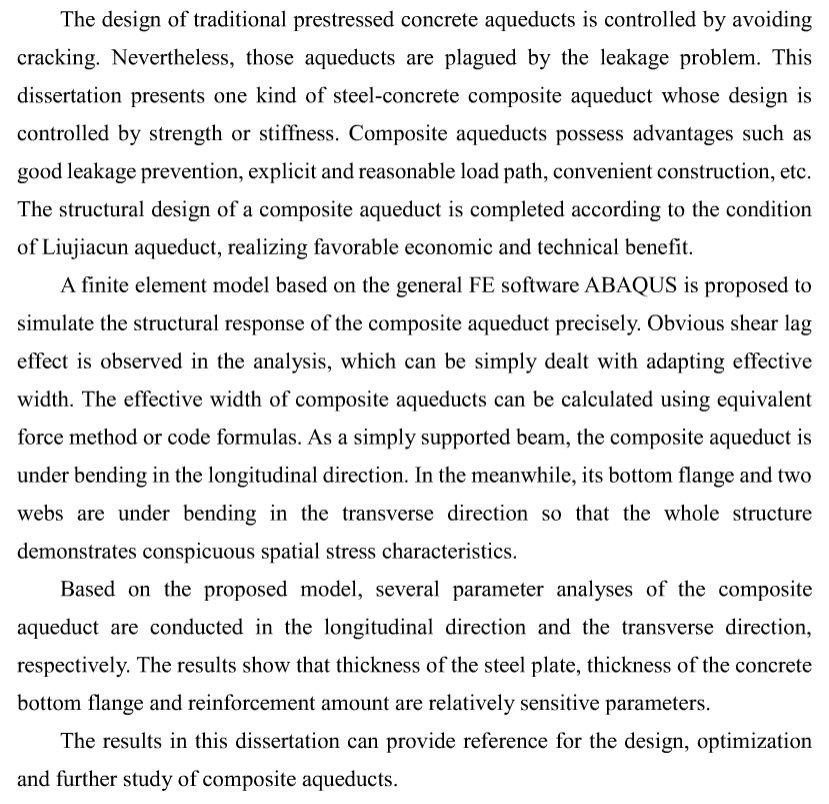 The design of traditional prestressed concrete aqueducts is controlled by avoiding
cracking. Nevertheless, those aqueducts are plagued by the leakage problem. This
dissertation presents one kind of steel-concrete composite aqueduct whose design is
controlled by strength or stiffness. Composite aqueducts possess advantages such as
good leakage prevention, explicit and reasonable load path, convenient construction, etc.
The structural design of a composite aqueduct is completed according to the condition
of Liujiacun aqueduct, realizing favorable economic and technical benefit.
A finite element model based on the general FE software ABAQUS is proposed to
simulate the structural response of the composite aqueduct precisely. Obvious shear lag
effect is observed in the analysis, which can be simply dealt with adapting effective
width. The effective width of composite aqueducts can be calculated using equivalent
force method or code formulas. As a simply supported beam, the composite aqueduct is
under bending in the longitudinal direction. In the meanwhile, its bottom flange and two
webs are under bending in the transverse direction so that the whole structure
demonstrates conspicuous spatial stress characteristics.
Based on the proposed model, several parameter analyses of the composite
aqueduct are conducted in the longitudinal direction and the transverse direction,
respectively. The results show that thickness of the steel plate, thickness of the concrete
bottom flange and reinforcement amount are relatively sensitive parameters.
The results in this dissertation can provide reference for the design, optimization
and further study of composite aqueducts.